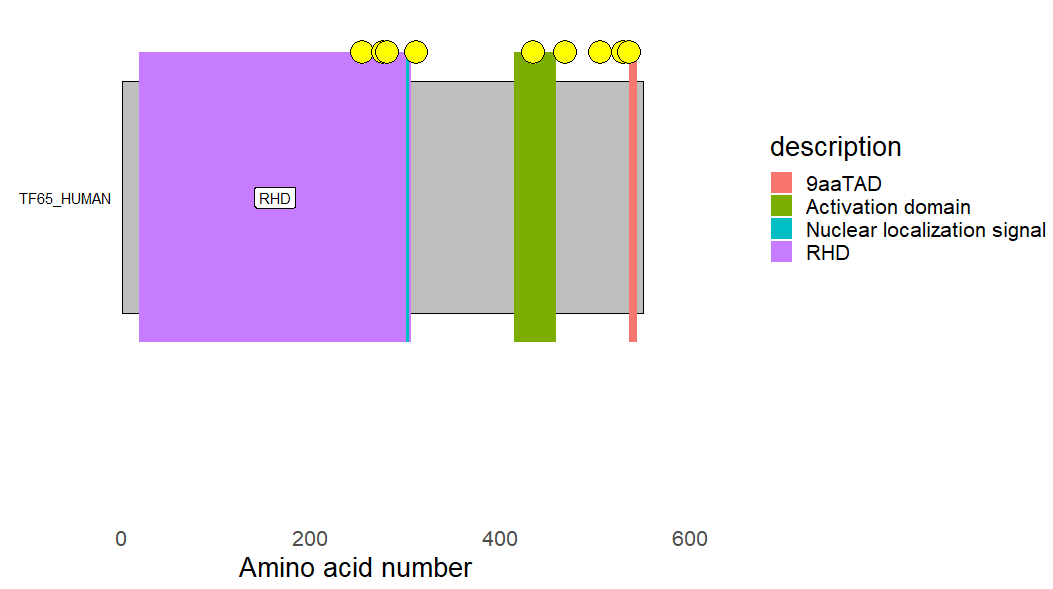 TF65_HUMAN
RHD
description
9aaTAD
Activation domain
Nuclear localization signal
RHD
0 200 400 600
Amino acid number